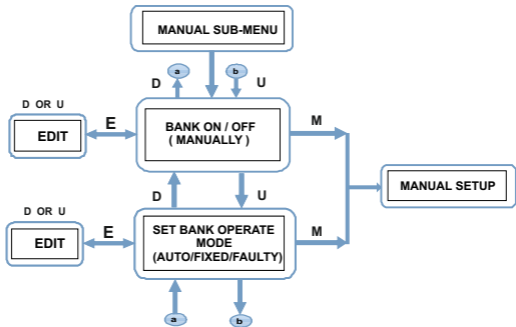 MANUAL SUB-MENU
a
b
D
U
D OR U
E
EDIT
BANK ON / OFF
( MANUALLY )
M
MANUAL SETUP
D
U
D OR U
E
EDIT
SET BANK OPERATE
MODE
(AUTO/FIXED/FAULTY)
M
a
b